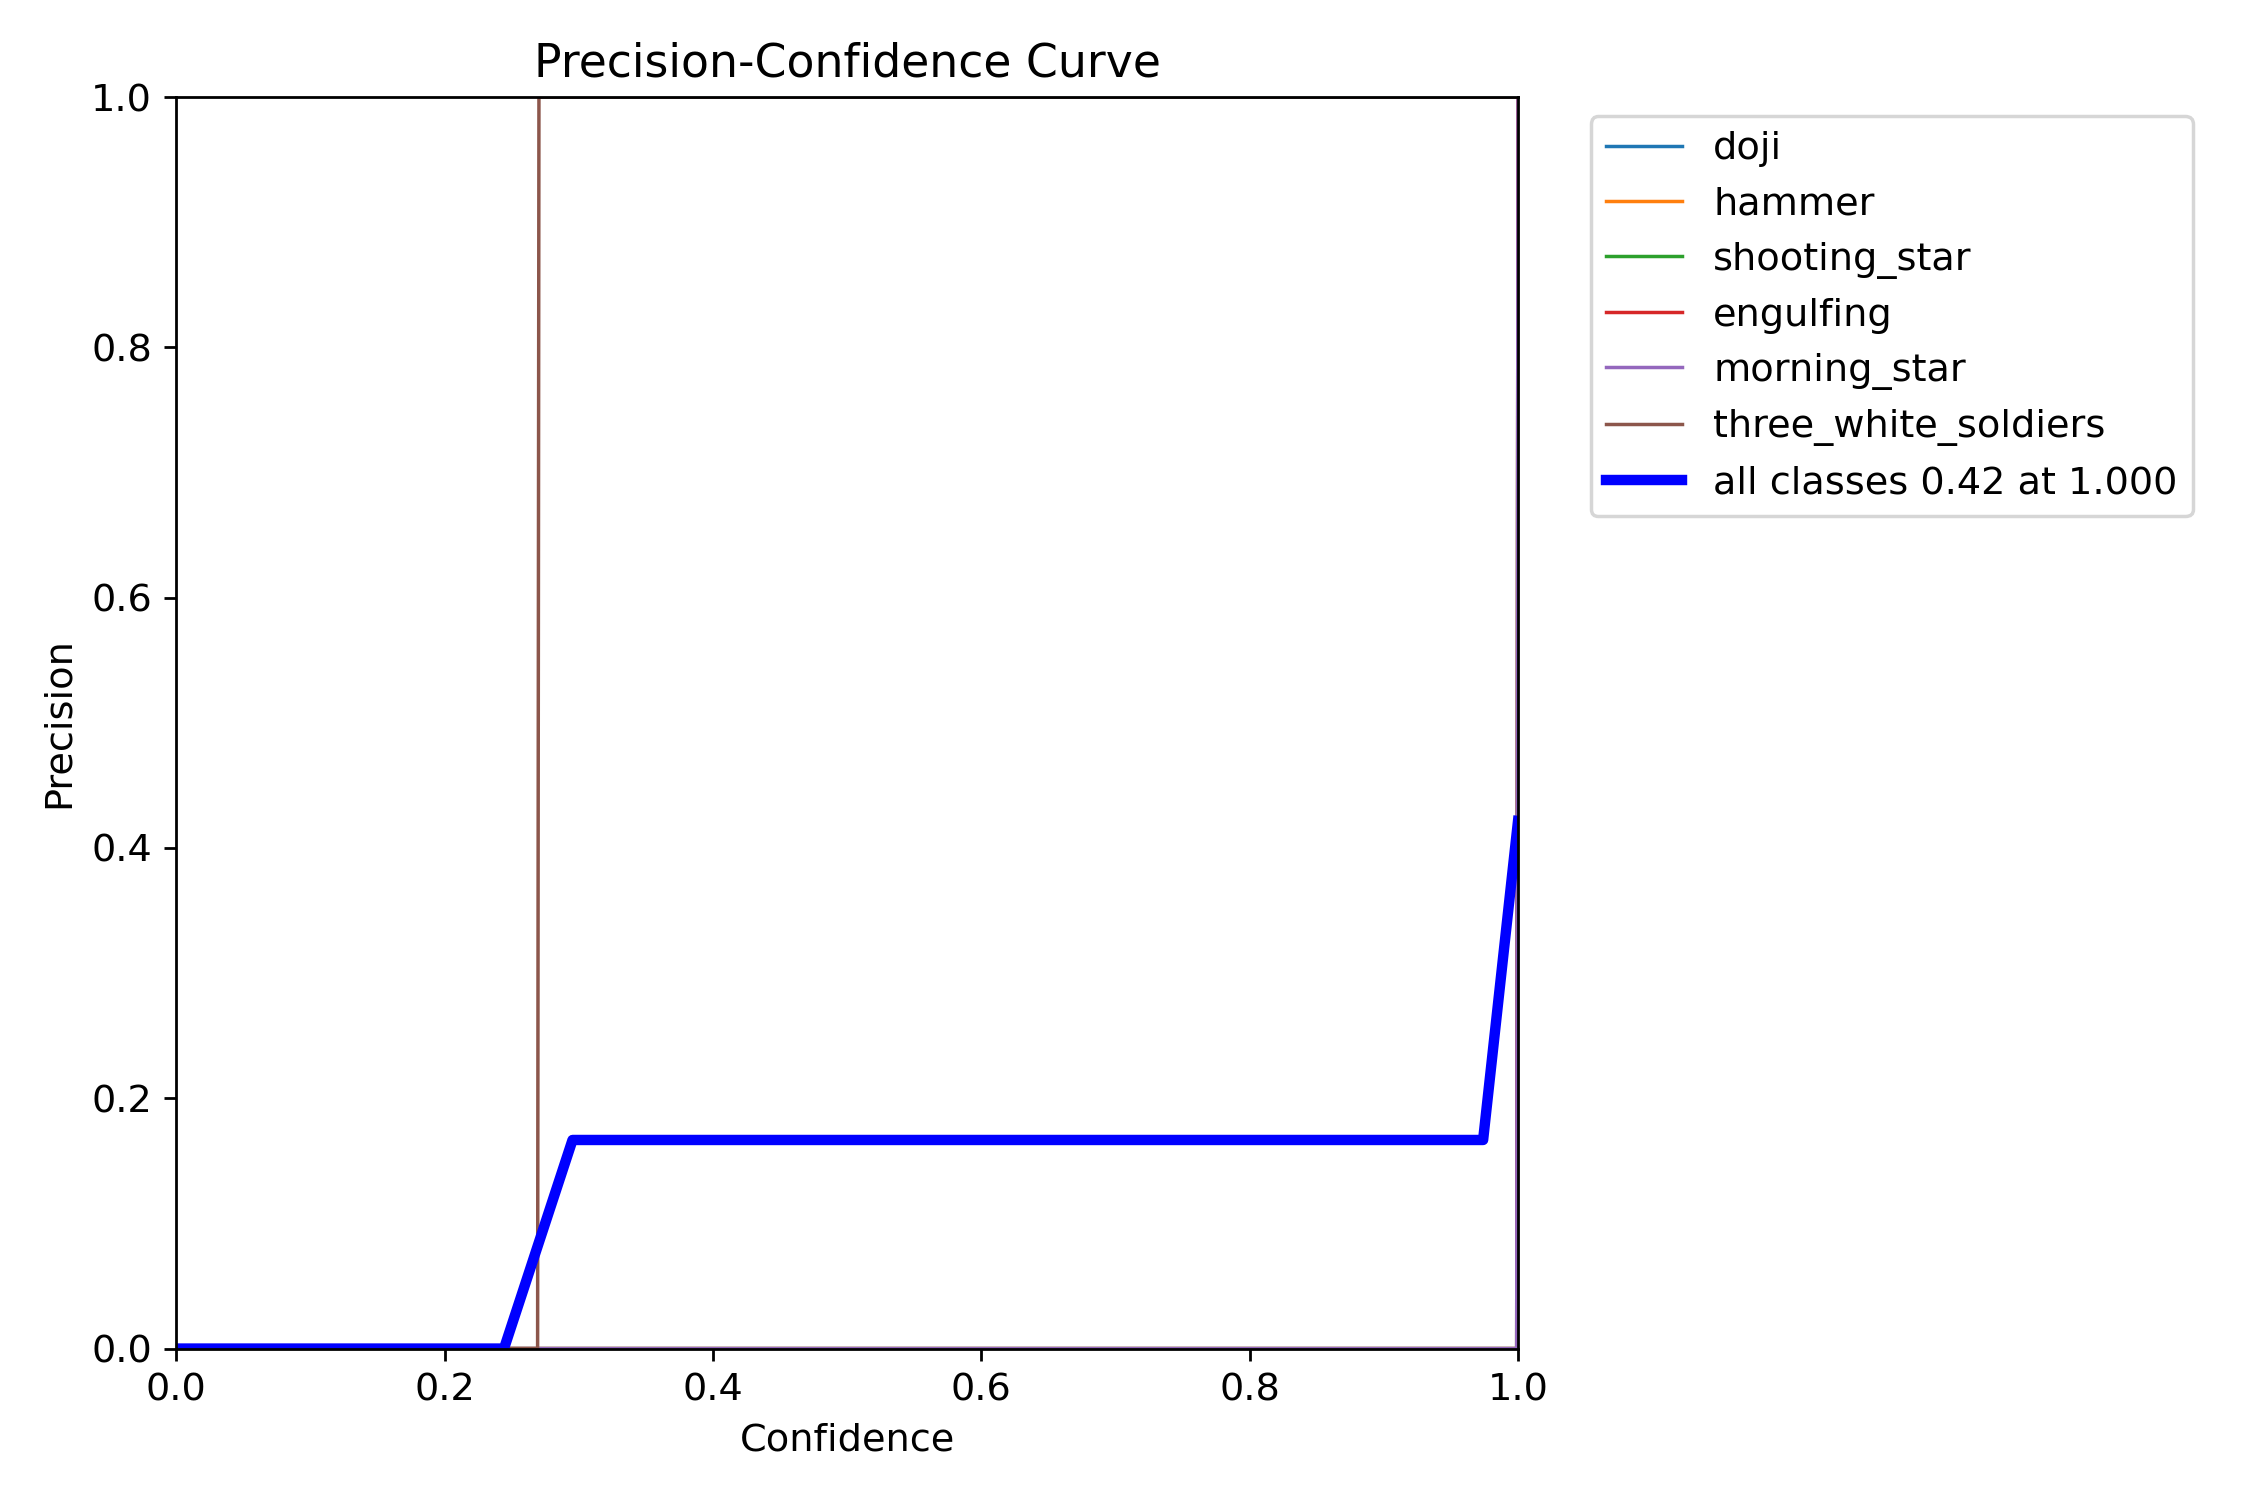 Precision-Confidence Curve
1.0
0.8
0.6
0.4
0.2
0.0
Precision
0.0 0.2 0.4 0.6 0.8 1.0
Confidence
doji
hammer
shooting_star
engulfing
morning_star
three_white_soldiers
all classes 0.42 at 1.000